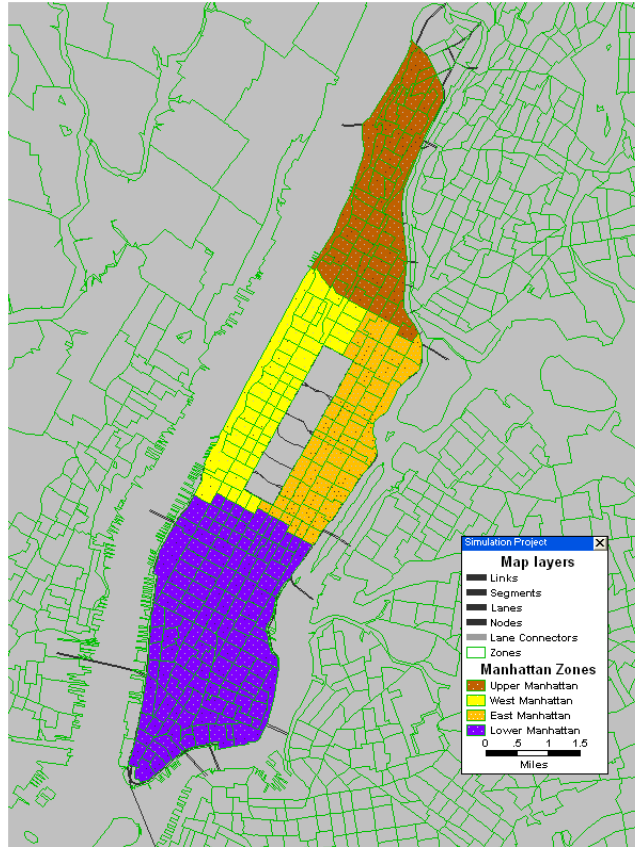 Simulation Project
Map layers
Links
Segments
Lanes
Nodes
Lane Connectors
Zones
Manhattan Zones
Upper Manhattan
West Manhattan
East Manhattan
Lower Manhattan
0 .5 1 1.5
Miles